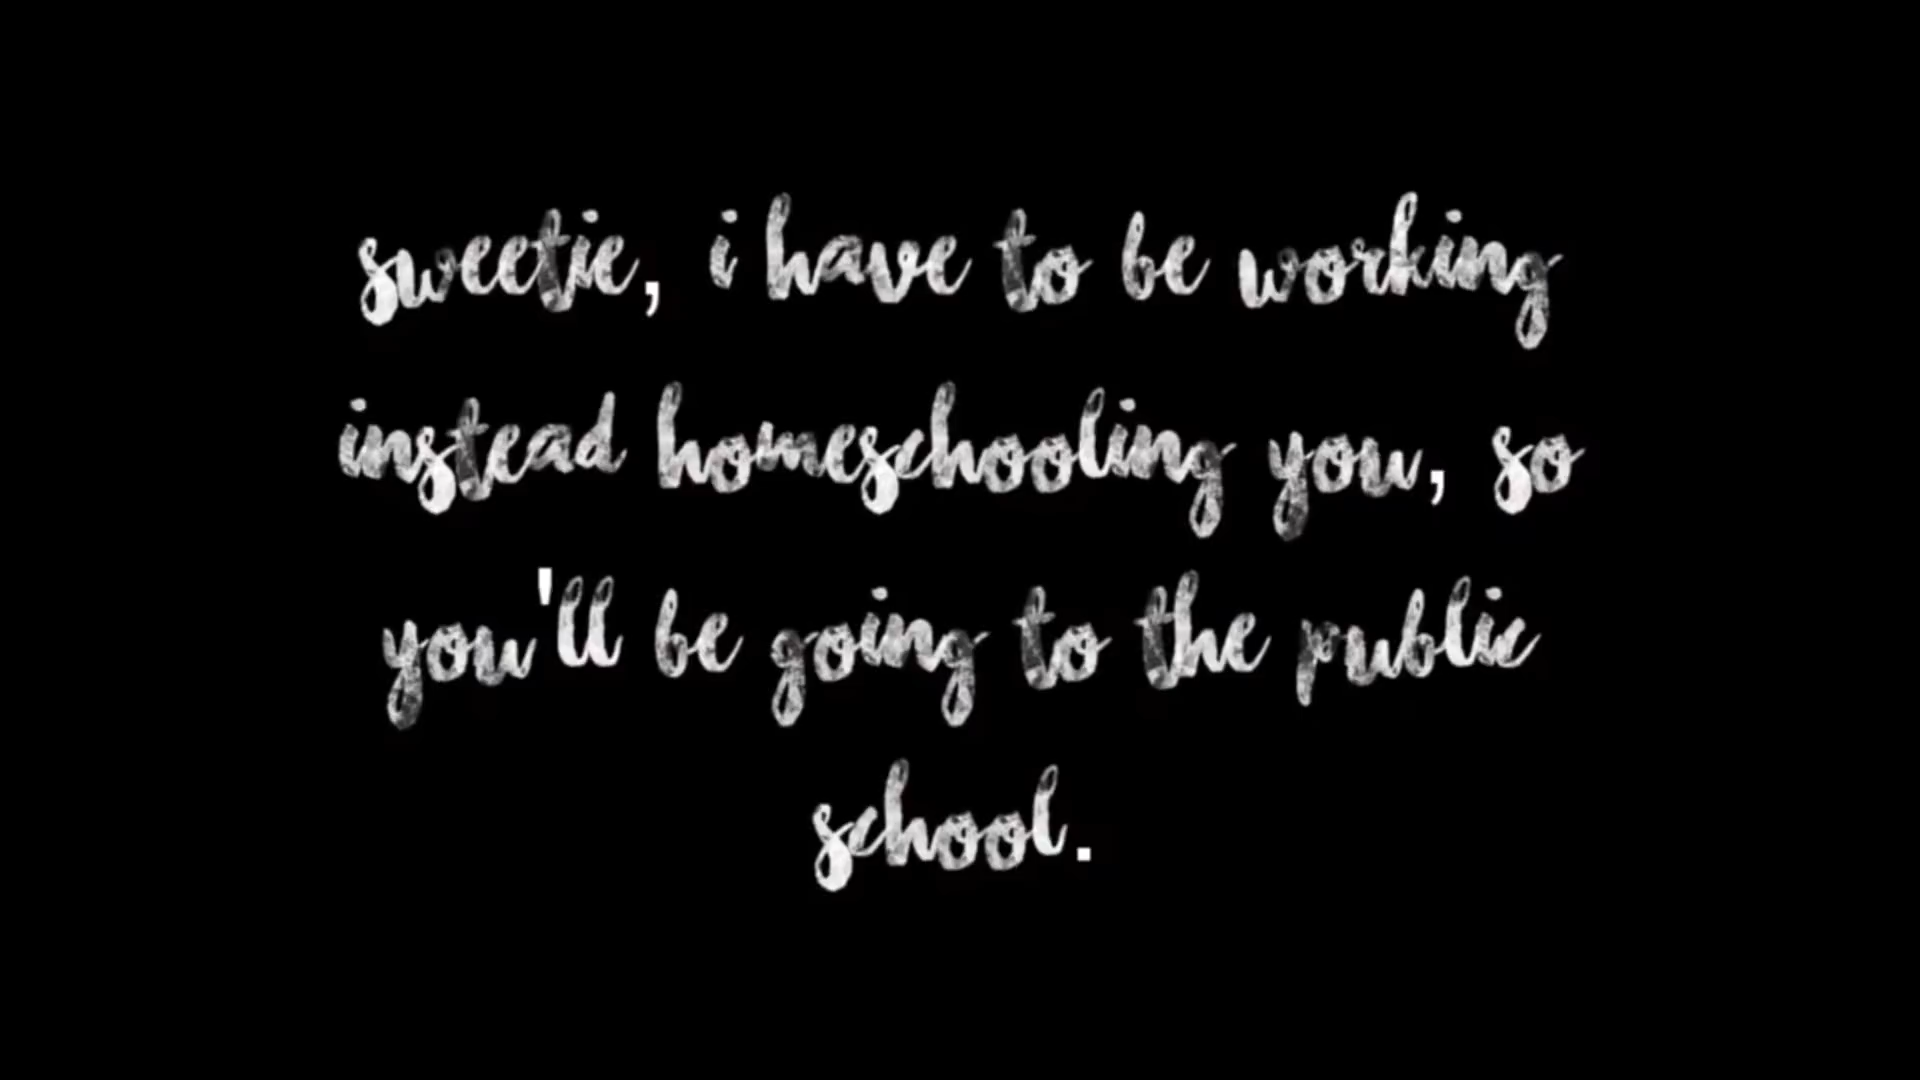 sweetie, i have to be working
instead homeschooling you, so
you'll be going to the public
school.